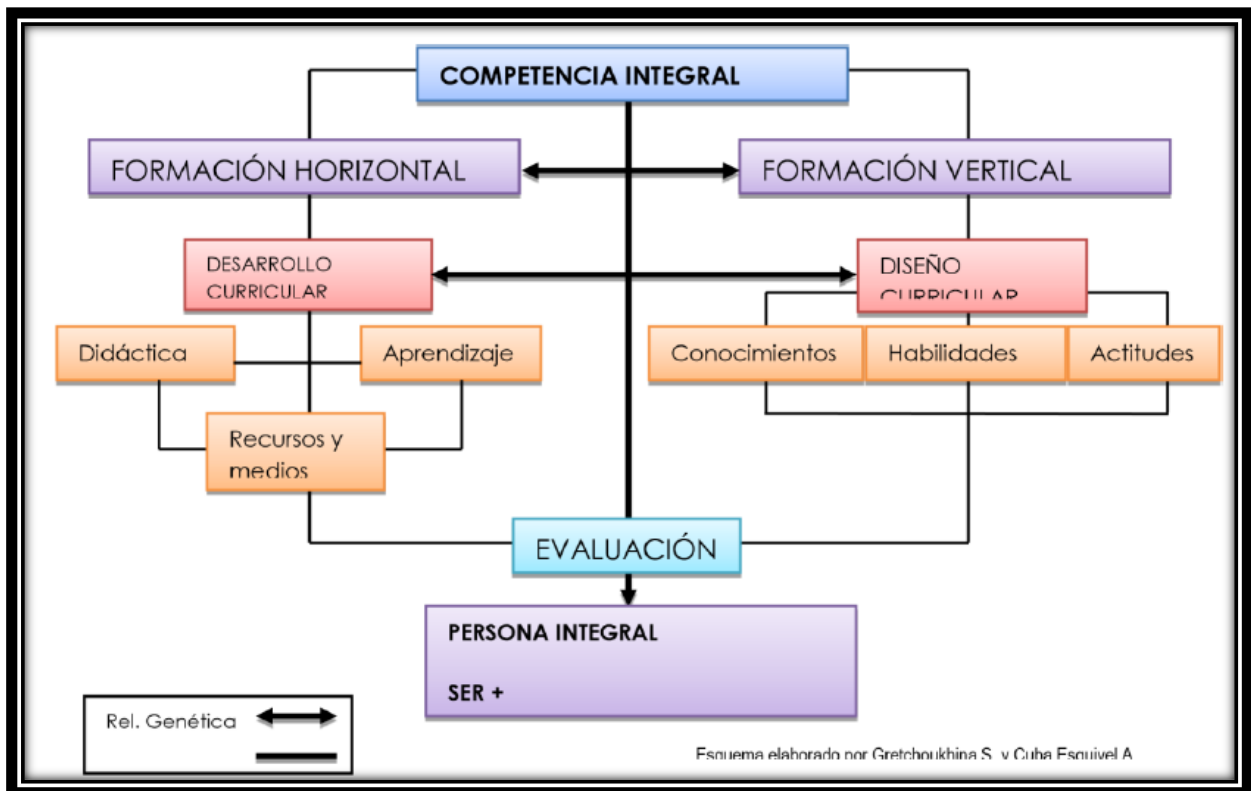 COMPETENCIA INTEGRAL
FORMACIÓN HORIZONTAL
FORMACIÓN VERTICAL
DESARROLLO
CURRICULAR
DISEÑO
CURRICULAR
Didáctica
Aprendizaje
Conocimientos
Habilidades
Actitudes
Recursos y
medios
EVALUACIÓN
PERSONA INTEGRAL
SER +
Rel. Genética
Esquema elaborado por Gretchoukhina S. y Cuba Esquivel A